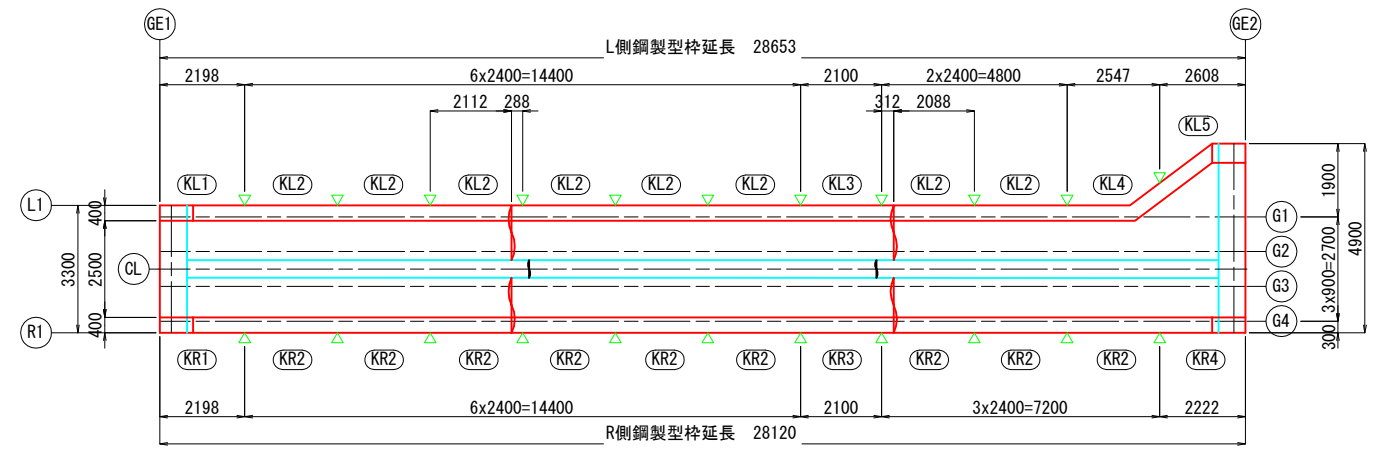 GE1
GE2
L側鋼製型枠延長 28653
2198
6x2400=14400
2100
2x2400=4800
2547
2608
2112
288
312
2088
KL5
KL1
KL2
KL2
KL2
KL2
KL2
KL2
KL3
KL2
KL2
KL4
L1
CL
R1
400
2500
400
3300
G1
G2
G3
G4
1900
3x900=2700
300
4900
KR1
KR2
KR2
KR2
KR2
KR2
KR2
KR3
KR2
KR2
KR2
KR4
2198
6x2400=14400
2100
3x2400=7200
2222
R側鋼製型枠延長 28120